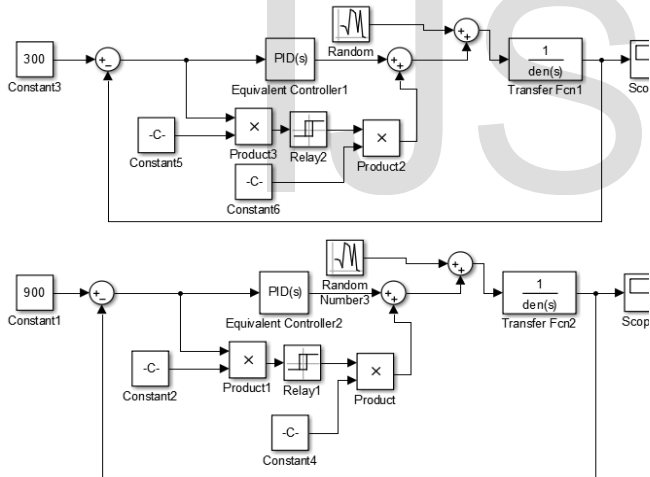 IJS
Random
300
+
−
PID(s)
+
+
+
+
1
den(s)
Constant3
Equivalent Controller1
Transfer Fcn1
Scop
-C-
×
×
Constant5
Product3
Relay2
Product2
-C-
Constant6
Random
Number3
900
+
−
PID(s)
+
+
+
+
1
den(s)
Constant1
Equivalent Controller2
Transfer Fcn2
Scop
-C-
×
×
Constant2
Product1
Relay1
Product
-C-
Constant4